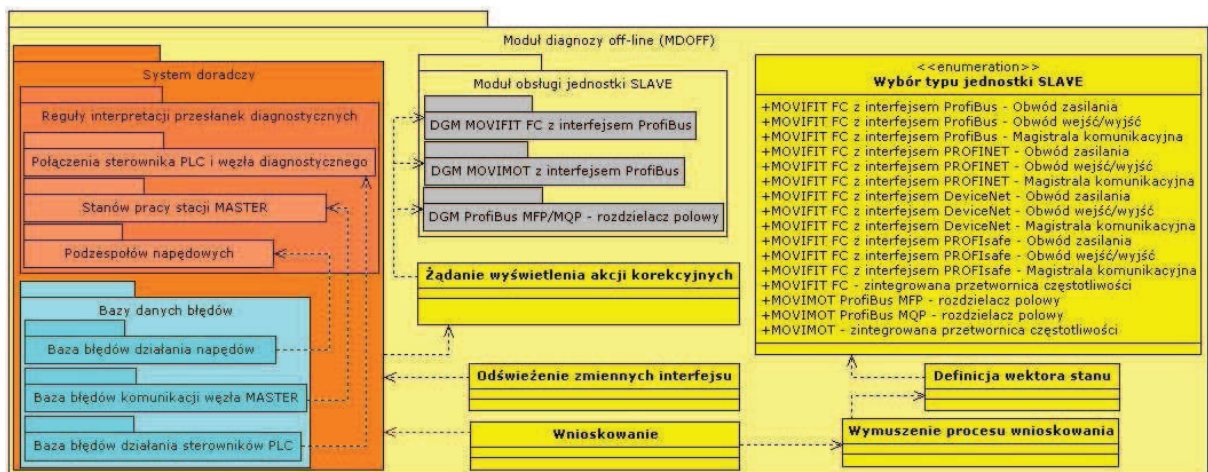 Moduł diagnozy off-line (MDOFF)
System doradczy
Reguły interpretacji przesłanek diagnostycznych
Połączenia sterownika PLC i węzła diagnostycznego
Stanów pracy stacji MASTER
Podzespołów napędowych
Bazy danych błędów
Baza błędów działania napędów
Baza błędów komunikacji węzła MASTER
Baza błędów działania sterowników PLC
Moduł obsługi jednostki SLAVE
DGM MOVIFIT FC z interfejsem ProfiBus
DGM MOVIMOT z interfejsem ProfiBus
DGM ProfiBus MFP/MQP - rozdzielacz polowy
Żądanie wyświetlenia akcji korekcyjnych
Odświeżenie zmiennych interfejsu
Wnioskowanie
<<enumeration>>
Wybór typu jednostki SLAVE
+MOVIFIT FC z interfejsem ProfiBus - Obwód zasilania
+MOVIFIT FC z interfejsem ProfiBus - Obwód wejść/wyjść
+MOVIFIT FC z interfejsem ProfiBus - Magistrala komunikacyjna
+MOVIFIT FC z interfejsem PROFINET - Obwód zasilania
+MOVIFIT FC z interfejsem PROFINET - Obwód wejść/wyjść
+MOVIFIT FC z interfejsem PROFINET - Magistrala komunikacyjna
+MOVIFIT FC z interfejsem DeviceNet - Obwód zasilania
+MOVIFIT FC z interfejsem DeviceNet - Obwód wejść/wyjść
+MOVIFIT FC z interfejsem DeviceNet - Magistrala komunikacyjna
+MOVIFIT FC z interfejsem PROFIsafe - Obwód zasilania
+MOVIFIT FC z interfejsem PROFIsafe - Obwód wejść/wyjść
+MOVIFIT FC z interfejsem PROFIsafe - Magistrala komunikacyjna
+MOVIFIT FC - zintegrowana przetwornica częstotliwości
+MOVIMOT ProfiBus MFP - rozdzielacz polowy
+MOVIMOT ProfiBus MQP - rozdzielacz polowy
+MOVIMOT - zintegrowana przetwornica częstotliwości
Definicja wektora stanu
Wymuszenie procesu wnioskowania